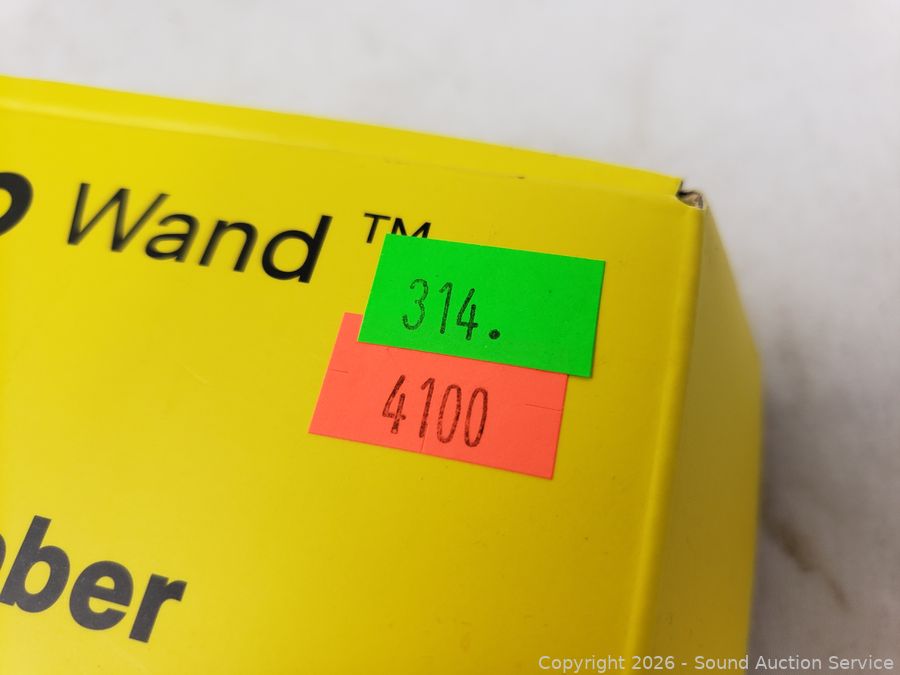 Wand ™
314.
4100
ber
Copyright 2026 - Sound Auction Service